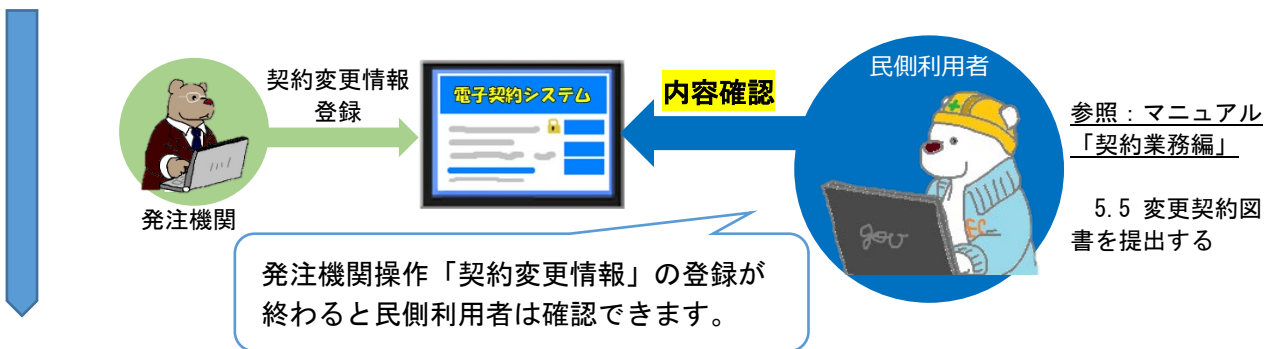 契約変更情報
登録
電子契約システム
内容確認
民側利用者
参照：マニュアル
「契約業務編」
5.5 変更契約図
書を提出する
発注機関
gov
発注機関操作「契約変更情報」の登録が
終わると民側利用者は確認できます。